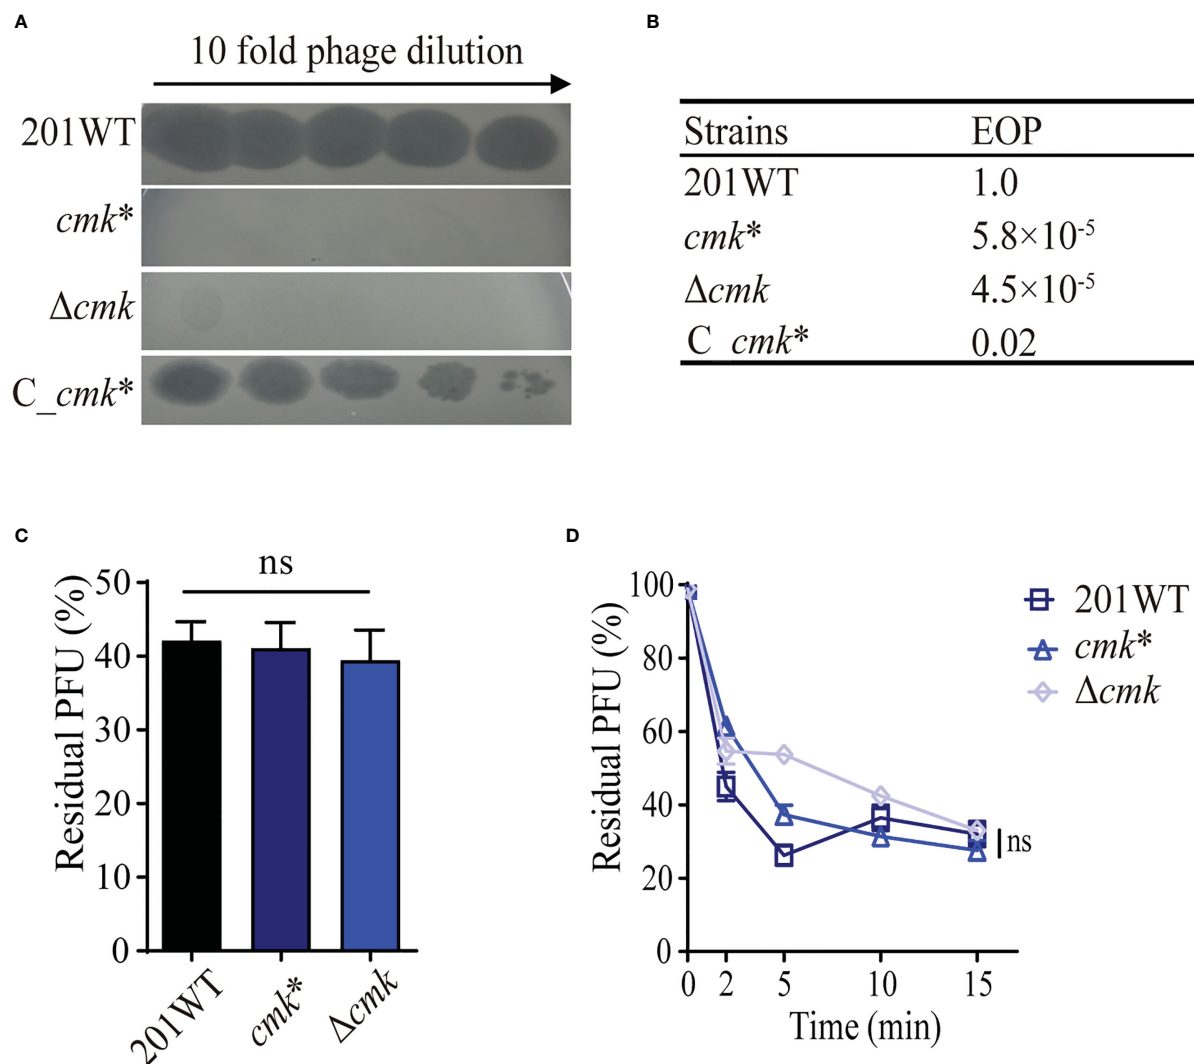 A
10 fold phage dilution
201WT
cmk*
Δcmk
C_cmk*
B
Strains EOP
201WT 1.0
cmk* 5.8×10⁻⁵
Δcmk 4.5×10⁻⁵
C cmk* 0.02
C
ns
Residual PFU (%)
50
40
30
20
10
0
201WT cmk* Δcmk
D
Residual PFU (%)
100
80
60
40
20
0
201WT
cmk*
Δcmk
ns
0 2 5 10 15
Time (min)